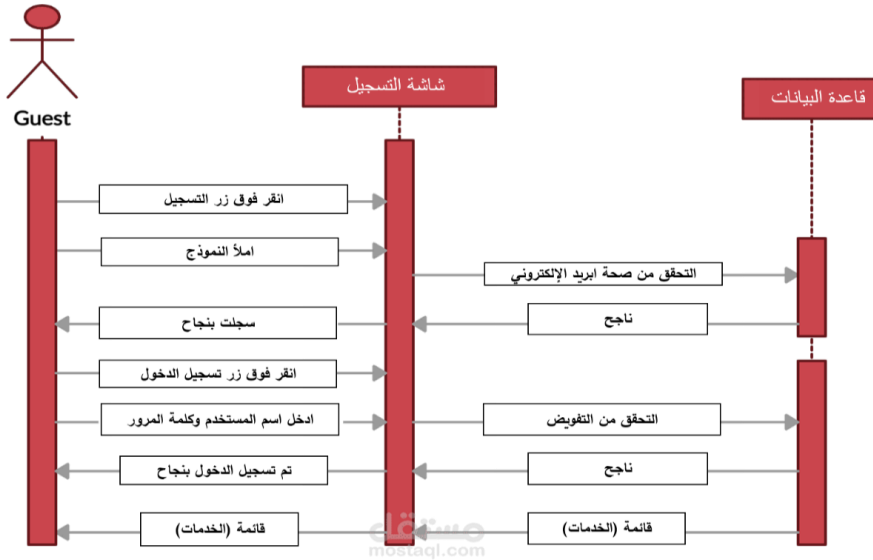 Guest
شاشة التسجيل
قاعدة البيانات
انقر فوق زر التسجيل
املأ النموذج
التحقق من صحة ابريد الإلكتروني
سجلت بنجاح
ناجح
انقر فوق زر تسجيل الدخول
ادخل اسم المستخدم وكلمة المرور
التحقق من التفويض
تم تسجيل الدخول بنجاح
ناجح
قائمة (الخدمات)
قائمة (الخدمات)
مستقل
mostaql.com